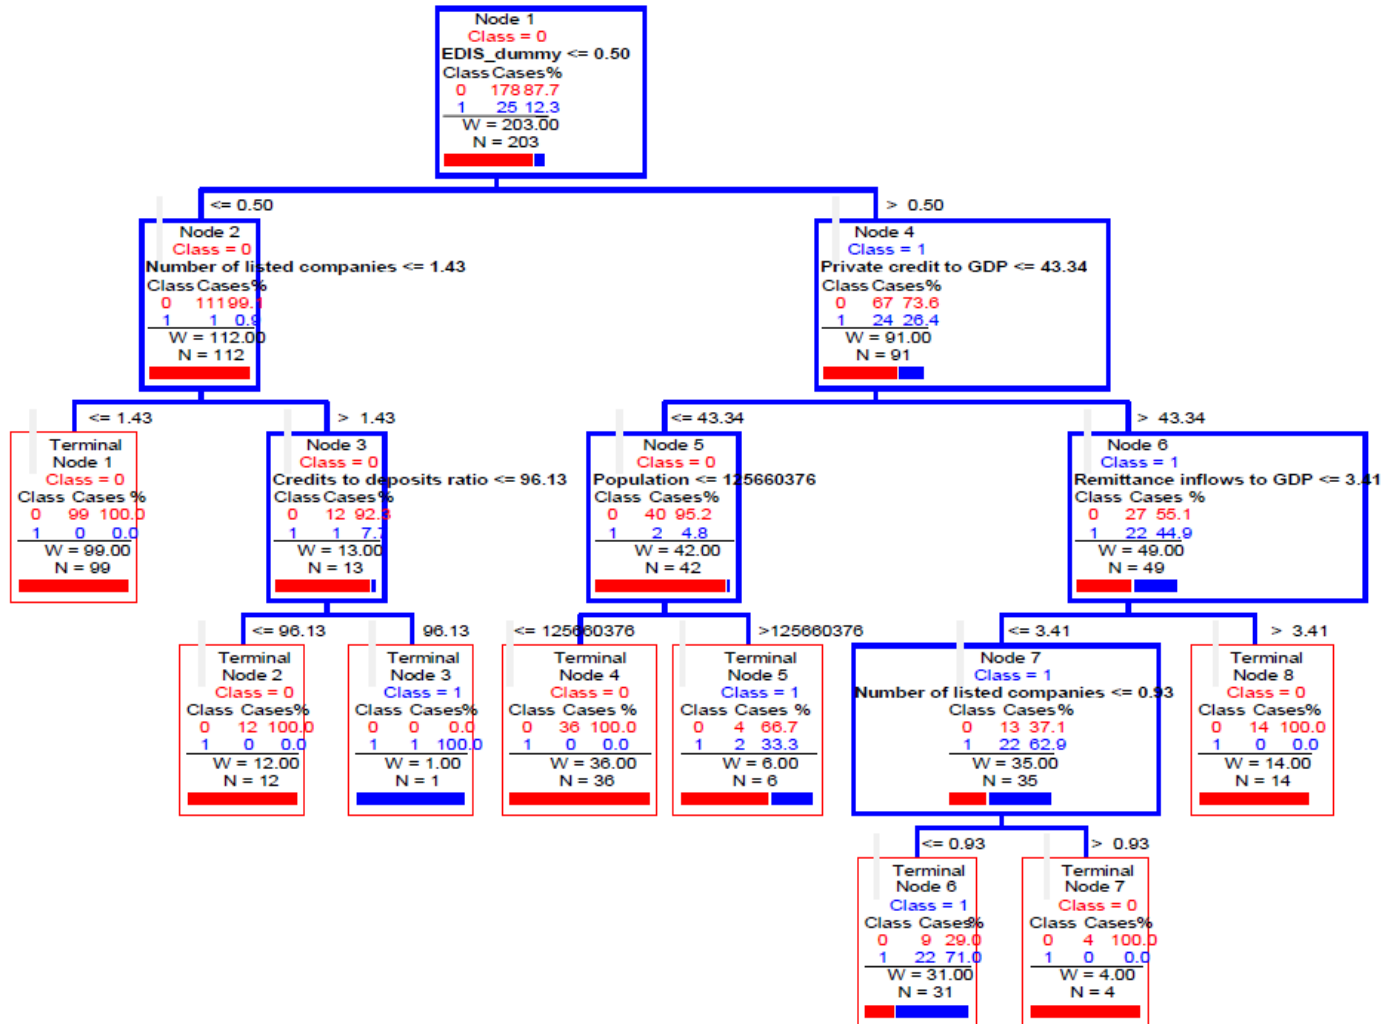 Node 1
Class = 0
EDIS_dummy <= 0.50
Class Cases%
0 178 87.7
1 25 12.3
W = 203.00
N = 203
<= 0.50
> 0.50
Node 2
Class = 0
Number of listed companies <= 1.43
Class Cases%
0 111 99.1
1 1 0.9
W = 112.00
N = 112
Node 4
Class = 1
Private credit to GDP <= 43.34
Class Cases%
0 67 73.6
1 24 26.4
W = 91.00
N = 91
<= 1.43
> 1.43
<= 43.34
> 43.34
Terminal
Node 1
Class = 0
Class Cases %
0 99 100.0
1 0 0.0
W = 99.00
N = 99
Node 3
Class = 0
Credits to deposits ratio <= 96.13
Class Cases%
0 12 92.3
1 1 7.7
W = 13.00
N = 13
Node 5
Class = 0
Population <= 125660376
Class Cases%
0 40 95.2
1 2 4.8
W = 42.00
N = 42
Node 6
Class = 1
Remittance inflows to GDP <= 3.41
Class Cases %
0 27 55.1
1 22 44.9
W = 49.00
N = 49
<= 96.13
96.13
<= 125660376
>125660376
<= 3.41
> 3.41
Terminal
Node 2
Class = 0
Class Cases %
0 12 100.0
1 0 0.0
W = 12.00
N = 12
Terminal
Node 3
Class = 1
Class Cases%
0 0 0.0
1 1 100.0
W = 1.00
N = 1
Terminal
Node 4
Class = 0
Class Cases %
0 36 100.0
1 0 0.0
W = 36.00
N = 36
Terminal
Node 5
Class = 1
Class Cases%
0 4 66.7
1 2 33.3
W = 6.00
N = 6
Node 7
Class = 1
Number of listed companies <= 0.93
Class Cases%
0 13 37.1
1 22 62.9
W = 35.00
N = 35
Terminal
Node 8
Class = 0
Class Cases %
0 14 100.0
1 0 0.0
W = 14.00
N = 14
<= 0.93
> 0.93
Terminal
Node 6
Class = 1
Class Cases%
0 9 29.0
1 22 71.0
W = 31.00
N = 31
Terminal
Node 7
Class = 0
Class Cases%
0 4 100.0
1 0 0.0
W = 4.00
N = 4